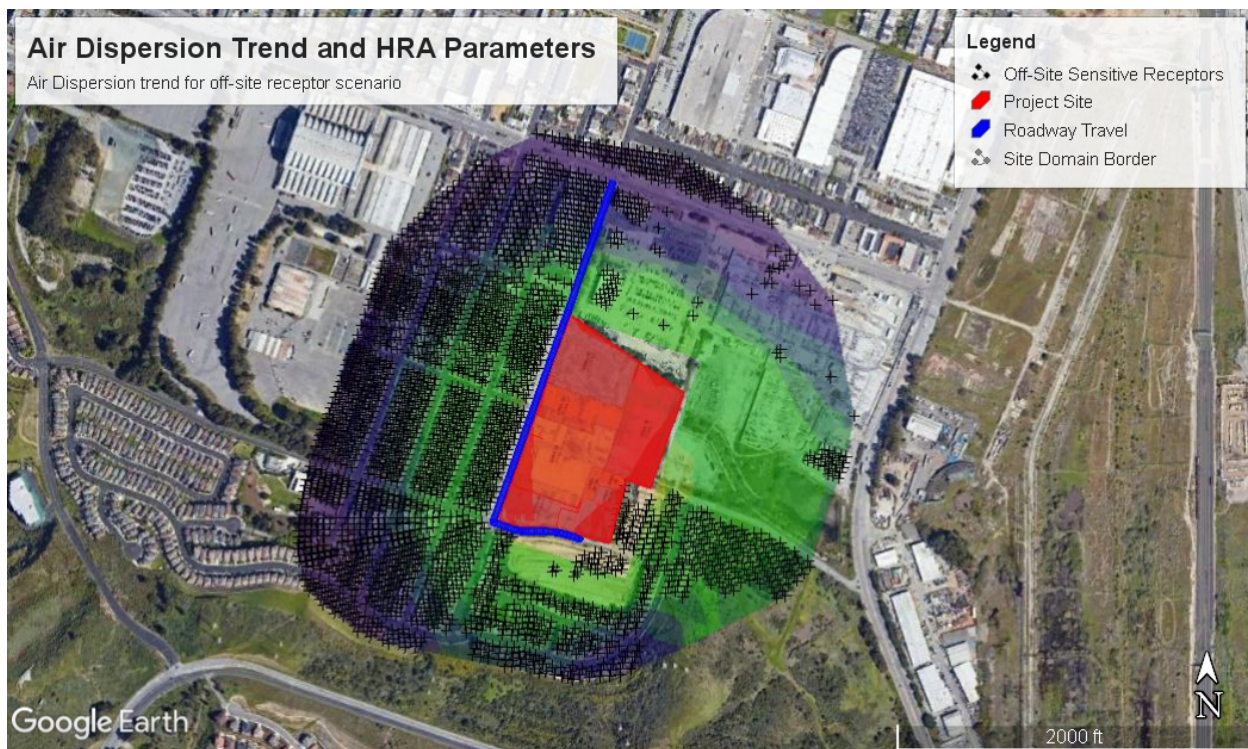 Air Dispersion Trend and HRA Parameters
Air Dispersion trend for off-site receptor scenario
Legend
Off-Site Sensitive Receptors
Project Site
Roadway Travel
Site Domain Border
Google Earth
N
2000 ft